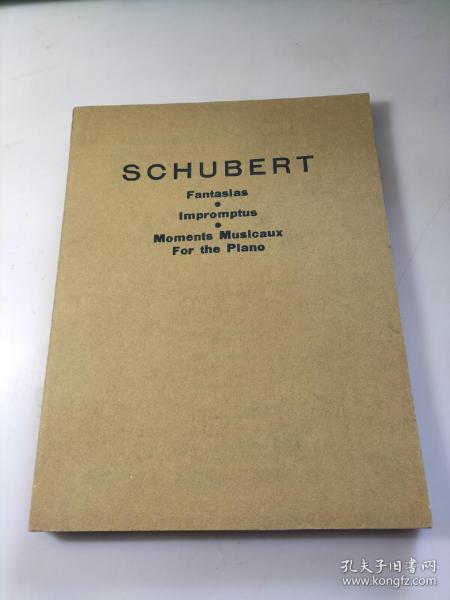 SCHUBERT
Fantasias
•
Impromptus
•
Moments Musicaux
For the Piano
孔夫子旧书网
www.kongfz.com